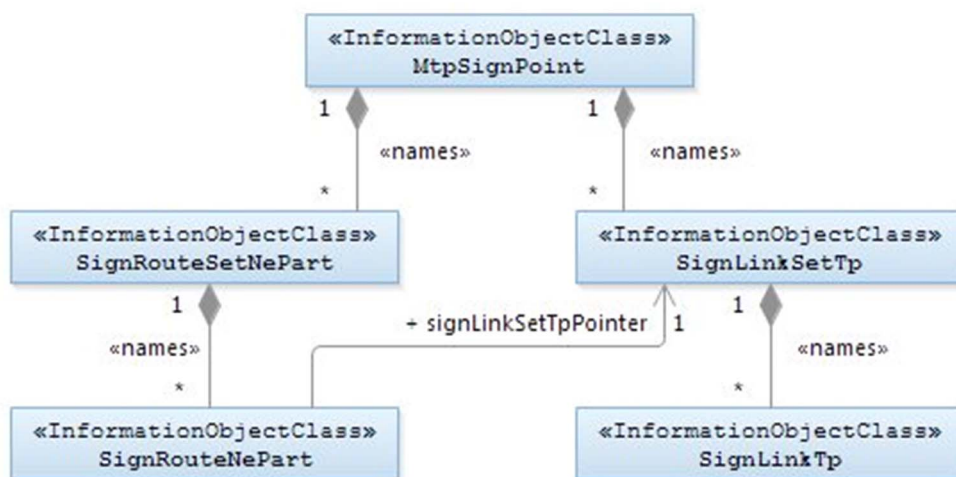 «InformationObjectClass»
MtpSignPoint
1
1
«names»
«names»
*
*
«InformationObjectClass»
SignRouteSetNePart
«InformationObjectClass»
SignLinkSetTp
1
+ signLinkSetTpPointer
1
1
«names»
«names»
*
*
«InformationObjectClass»
SignRouteNePart
«InformationObjectClass»
SignLinkTp